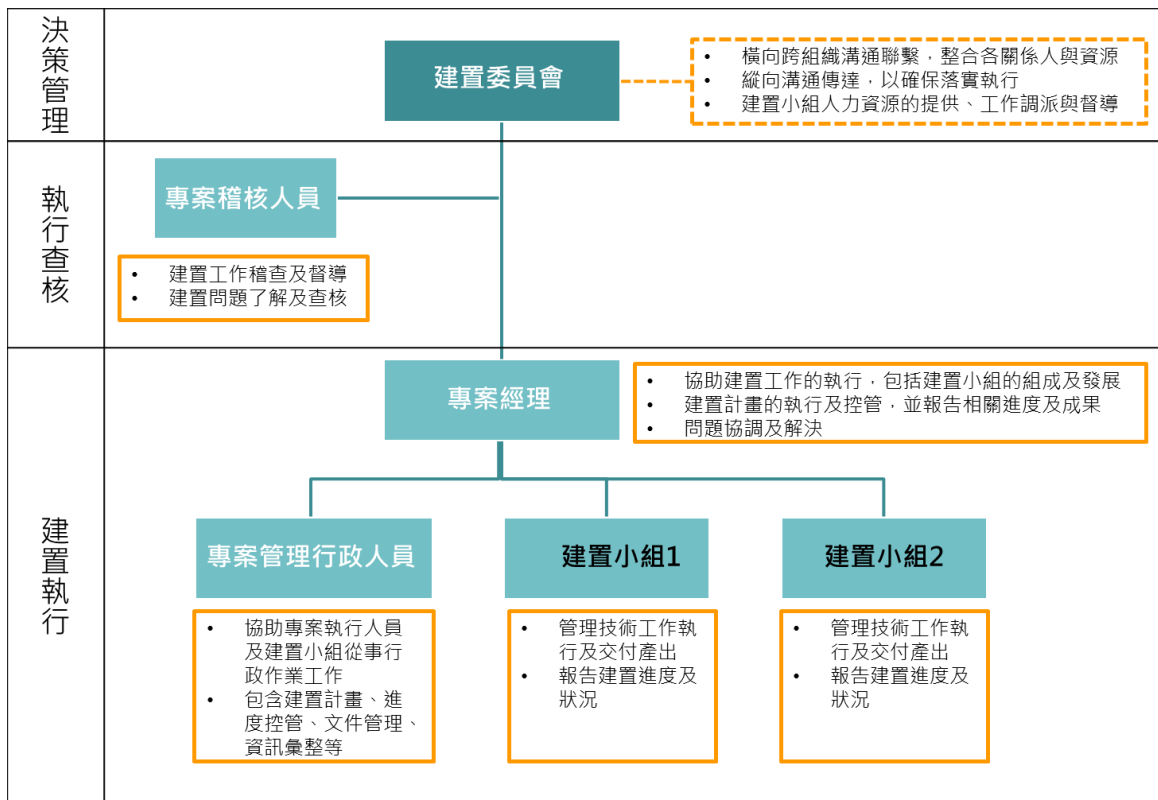 決策管理
建置委員會
• 橫向跨組織溝通聯繫，整合各關係人與資源
• 縱向溝通傳達，以確保落實執行
• 建置小組人力資源的提供、工作調派與督導
執行查核
專案稽核人員
• 建置工作稽查及督導
• 建置問題了解及查核
建置執行
專案經理
• 協助建置工作的執行，包括建置小組的組成及發展
• 建置計畫的執行及控管，並報告相關進度及成果
• 問題協調及解決
專案管理行政人員
• 協助專案執行人員
及建置小組從事行
政作業工作
• 包含建置計畫、進
度控管、文件管理、
資訊彙整等
建置小組1
• 管理技術工作執
行及交付產出
• 報告建置進度及
狀況
建置小組2
• 管理技術工作執
行及交付產出
• 報告建置進度及
狀況